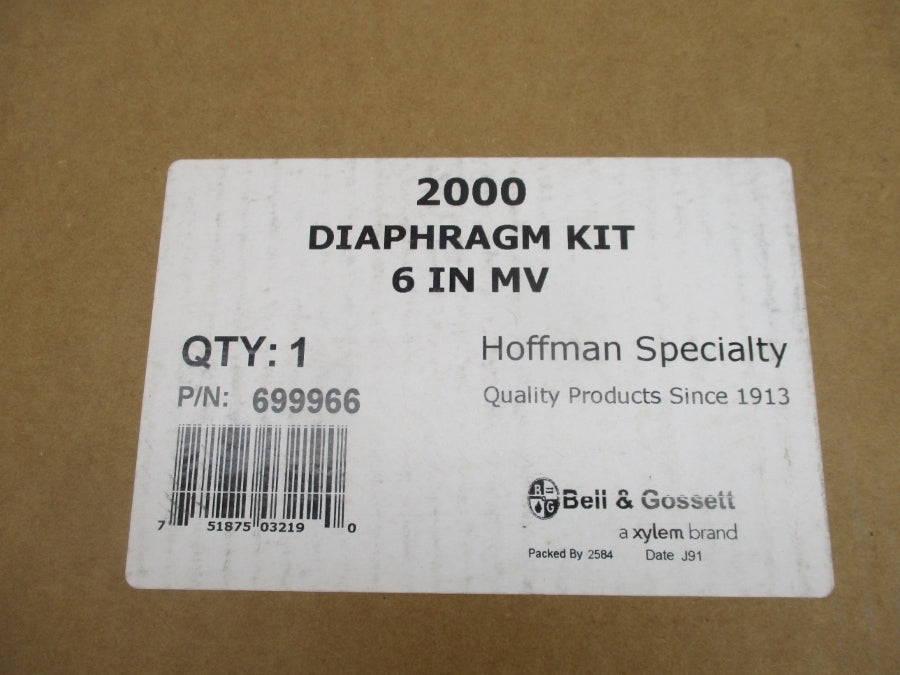 2000
DIAPHRAGM KIT
6 IN MV
QTY: 1
P/N: 699966
7 51875 03219 0
Hoffman Specialty
Quality Products Since 1913
B G
Bell & Gossett
a xylem brand
Packed By 2584 Date J91